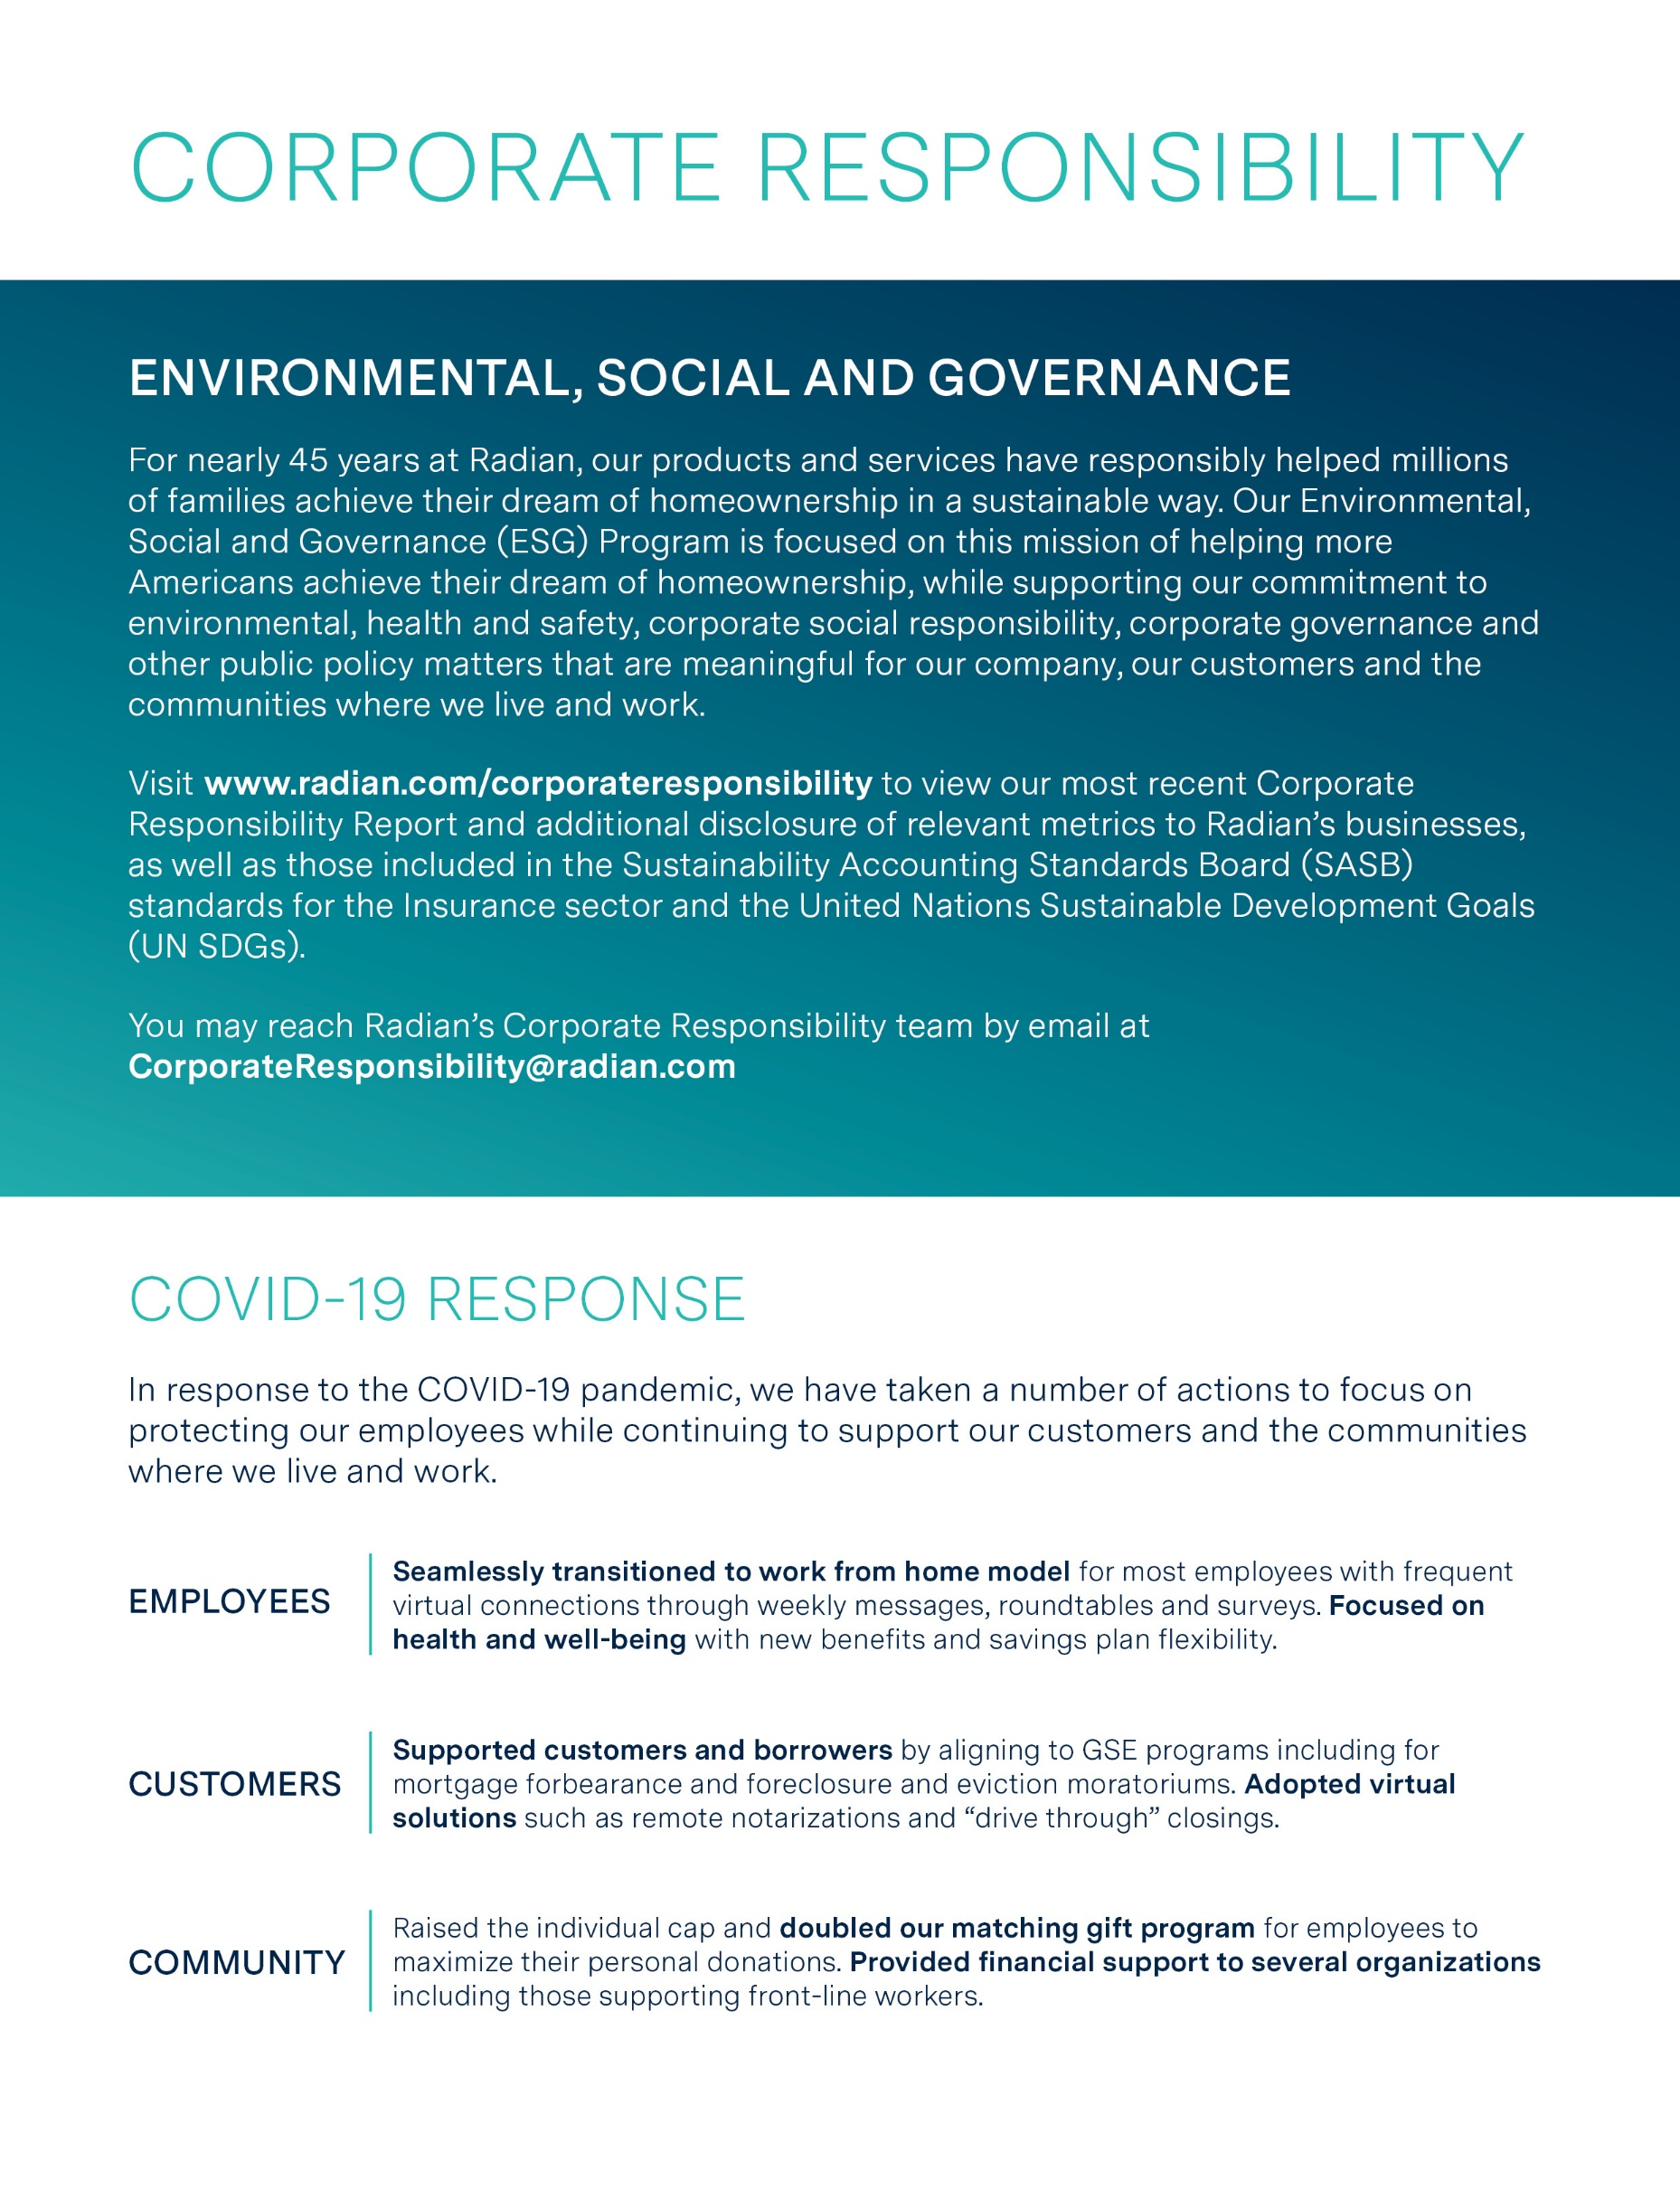 CORPORATE RESPONSIBILITY
ENVIRONMENTAL, SOCIAL AND GOVERNANCE
For nearly 45 years at Radian, our products and services have responsibly helped millions
of families achieve their dream of homeownership in a sustainable way. Our Environmental,
Social and Governance (ESG) Program is focused on this mission of helping more
Americans achieve their dream of homeownership, while supporting our commitment to
environmental, health and safety, corporate social responsibility, corporate governance and
other public policy matters that are meaningful for our company, our customers and the
communities where we live and work.
Visit www.radian.com/corporateresponsibility to view our most recent Corporate
Responsibility Report and additional disclosure of relevant metrics to Radian’s businesses,
as well as those included in the Sustainability Accounting Standards Board (SASB)
standards for the Insurance sector and the United Nations Sustainable Development Goals
(UN SDGs).
You may reach Radian’s Corporate Responsibility team by email at
CorporateResponsibility@radian.com
COVID-19 RESPONSE
In response to the COVID-19 pandemic, we have taken a number of actions to focus on
protecting our employees while continuing to support our customers and the communities
where we live and work.
EMPLOYEES
Seamlessly transitioned to work from home model for most employees with frequent
virtual connections through weekly messages, roundtables and surveys. Focused on
health and well-being with new benefits and savings plan flexibility.
CUSTOMERS
Supported customers and borrowers by aligning to GSE programs including for
mortgage forbearance and foreclosure and eviction moratoriums. Adopted virtual
solutions such as remote notarizations and “drive through” closings.
COMMUNITY
Raised the individual cap and doubled our matching gift program for employees to
maximize their personal donations. Provided financial support to several organizations
including those supporting front-line workers.